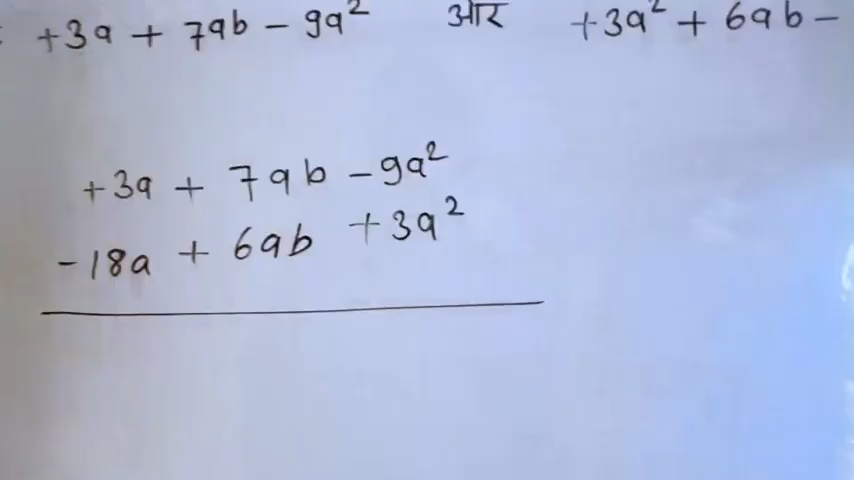 +3a + 7ab - 9a² और +3a² + 6ab -
+3a + 7ab - 9a²
- 18a + 6ab + 3a²